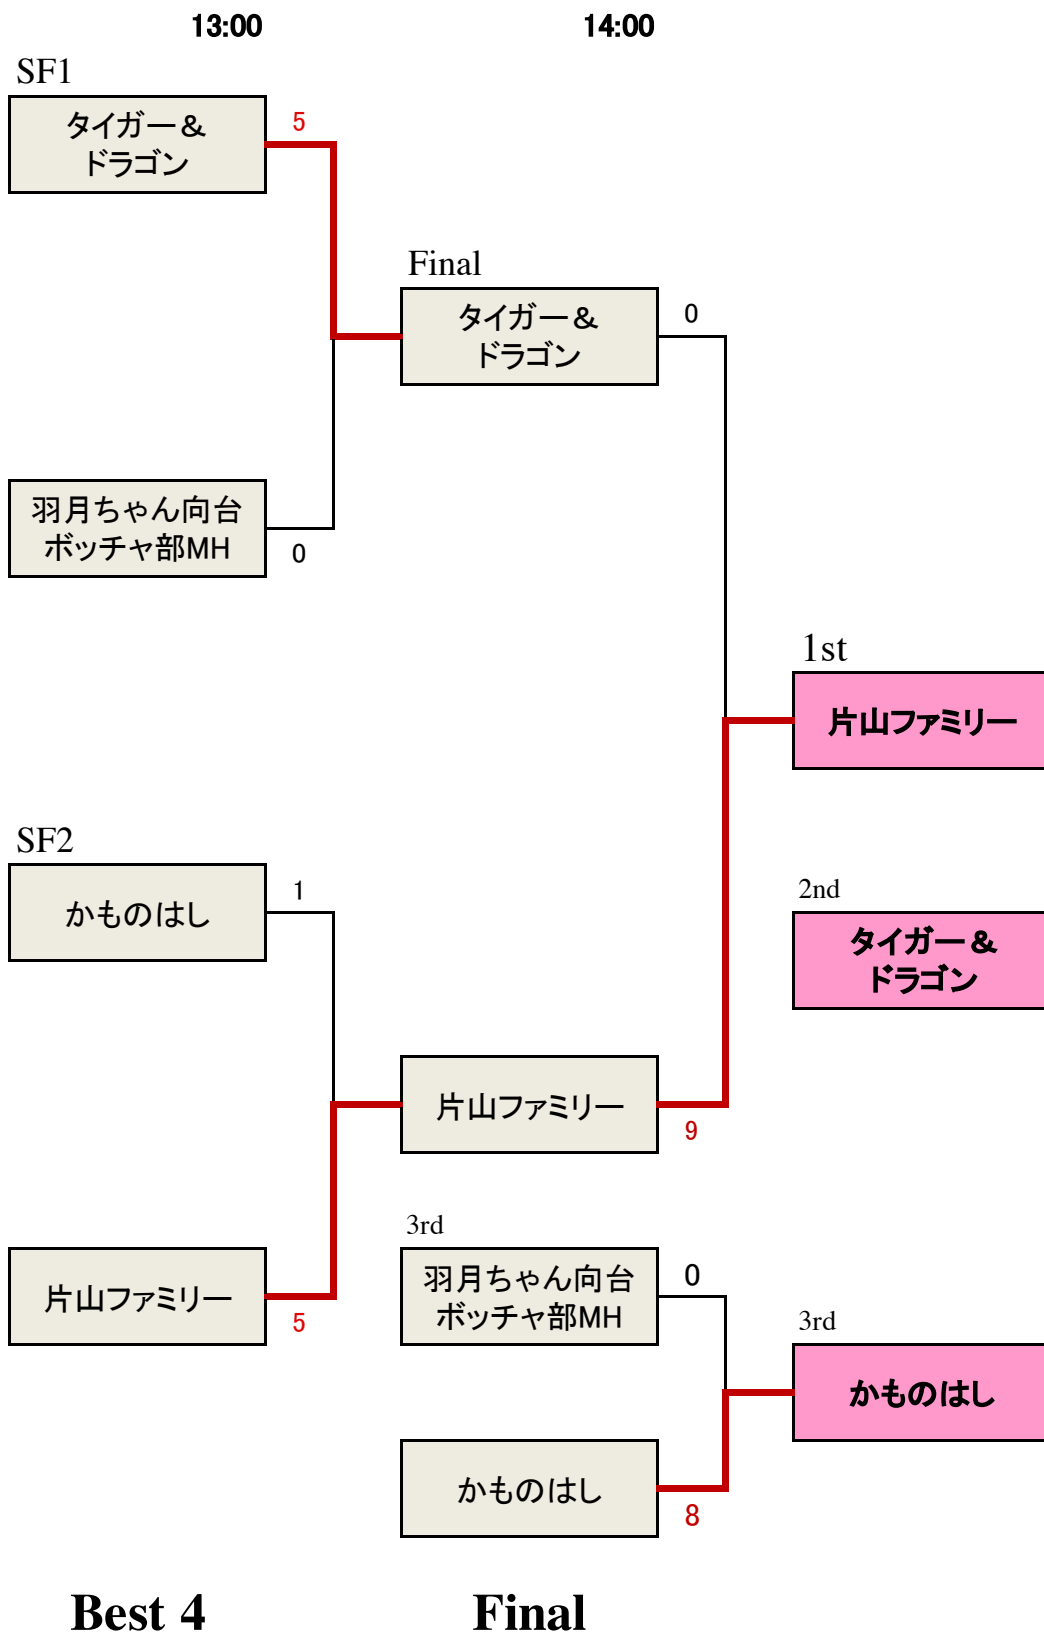 13:00
14:00
SF1
タイガー＆
ドラゴン
5
Final
タイガー＆
ドラゴン
0
羽月ちゃん向台
ボッチャ部MH
0
1st
片山ファミリー
SF2
かものはし
1
2nd
タイガー＆
ドラゴン
片山ファミリー
9
3rd
片山ファミリー
5
羽月ちゃん向台
ボッチャ部MH
0
3rd
かものはし
かものはし
8
Best 4
Final